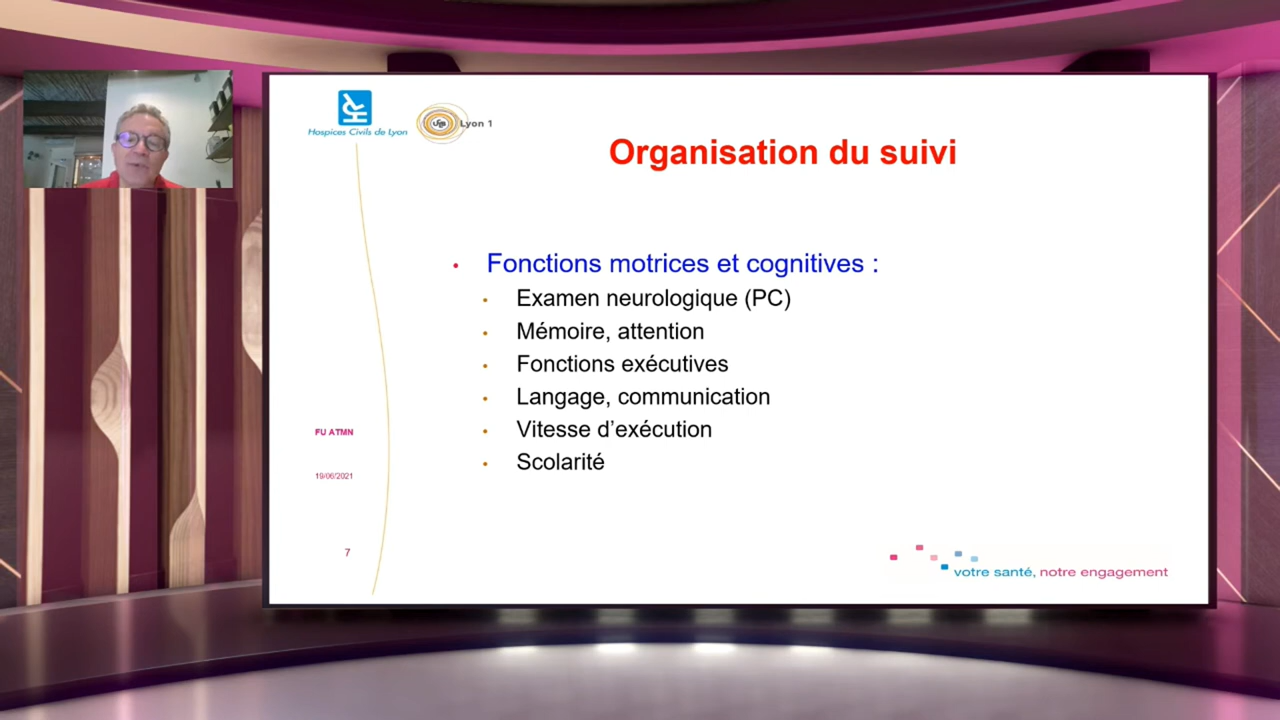 Hospices Civils de Lyon
Lyon 1
Organisation du suivi
• Fonctions motrices et cognitives :
• Examen neurologique (PC)
• Mémoire, attention
• Fonctions exécutives
• Langage, communication
• Vitesse d’exécution
• Scolarité
FU ATMN
19/06/2021
7
votre santé, notre engagement